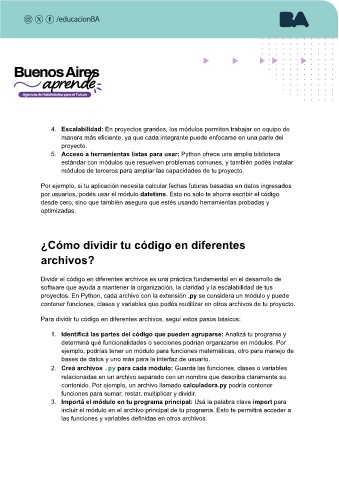 /educacionBA
BA
Buenos Aires
aprende
Agencia de Habilidades para el Futuro
4. Escalabilidad: En proyectos grandes, los módulos permiten trabajar en equipo de
manera más eficiente, ya que cada integrante puede enfocarse en una parte del
proyecto.
5. Acceso a herramientas listas para usar: Python ofrece una amplia biblioteca
estándar con módulos que resuelven problemas comunes, y también podés instalar
módulos de terceros para ampliar las capacidades de tu proyecto.
Por ejemplo, si tu aplicación necesita calcular fechas futuras basadas en datos ingresados
por usuarios, podés usar el módulo datetime. Esto no solo te ahorra escribir el código
desde cero, sino que también asegura que estés usando herramientas probadas y
optimizadas.
¿Cómo dividir tu código en diferentes
archivos?
Dividir el código en diferentes archivos es una práctica fundamental en el desarrollo de
software que ayuda a mantener la organización, la claridad y la escalabilidad de tus
proyectos. En Python, cada archivo con la extensión .py se considera un módulo y puede
contener funciones, clases y variables que podés reutilizar en otros archivos de tu proyecto.
Para dividir tu código en diferentes archivos, seguí estos pasos básicos:
1. Identificá las partes del código que pueden agruparse: Analizá tu programa y
determiná qué funcionalidades o secciones podrían organizarse en módulos. Por
ejemplo, podrías tener un módulo para funciones matemáticas, otro para manejo de
bases de datos y uno más para la interfaz de usuario.
2. Creá archivos .py para cada módulo: Guardá las funciones, clases o variables
relacionadas en un archivo separado con un nombre que describa claramente su
contenido. Por ejemplo, un archivo llamado calculadora.py podría contener
funciones para sumar, restar, multiplicar y dividir.
3. Importá el módulo en tu programa principal: Usá la palabra clave import para
incluir el módulo en el archivo principal de tu programa. Esto te permitirá acceder a
las funciones y variables definidas en otros archivos.